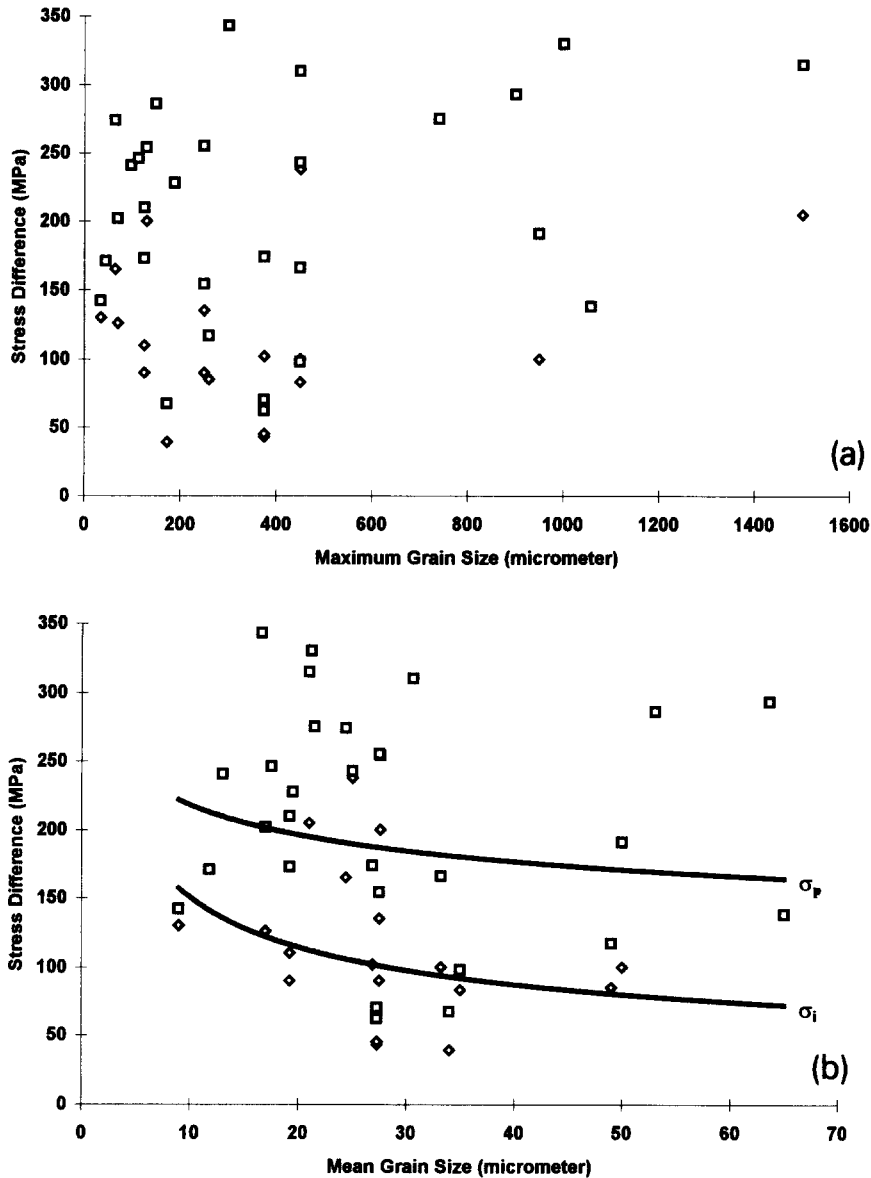 350
300
250
200
150
100
50
0
Stress Difference (MPa)
0 200 400 600 800 1000 1200 1400 1600
Maximum Grain Size (micrometer)
(a)
350
300
250
200
150
100
50
0
Stress Difference (MPa)
σp
σi
(b)
0 10 20 30 40 50 60 70
Mean Grain Size (micrometer)